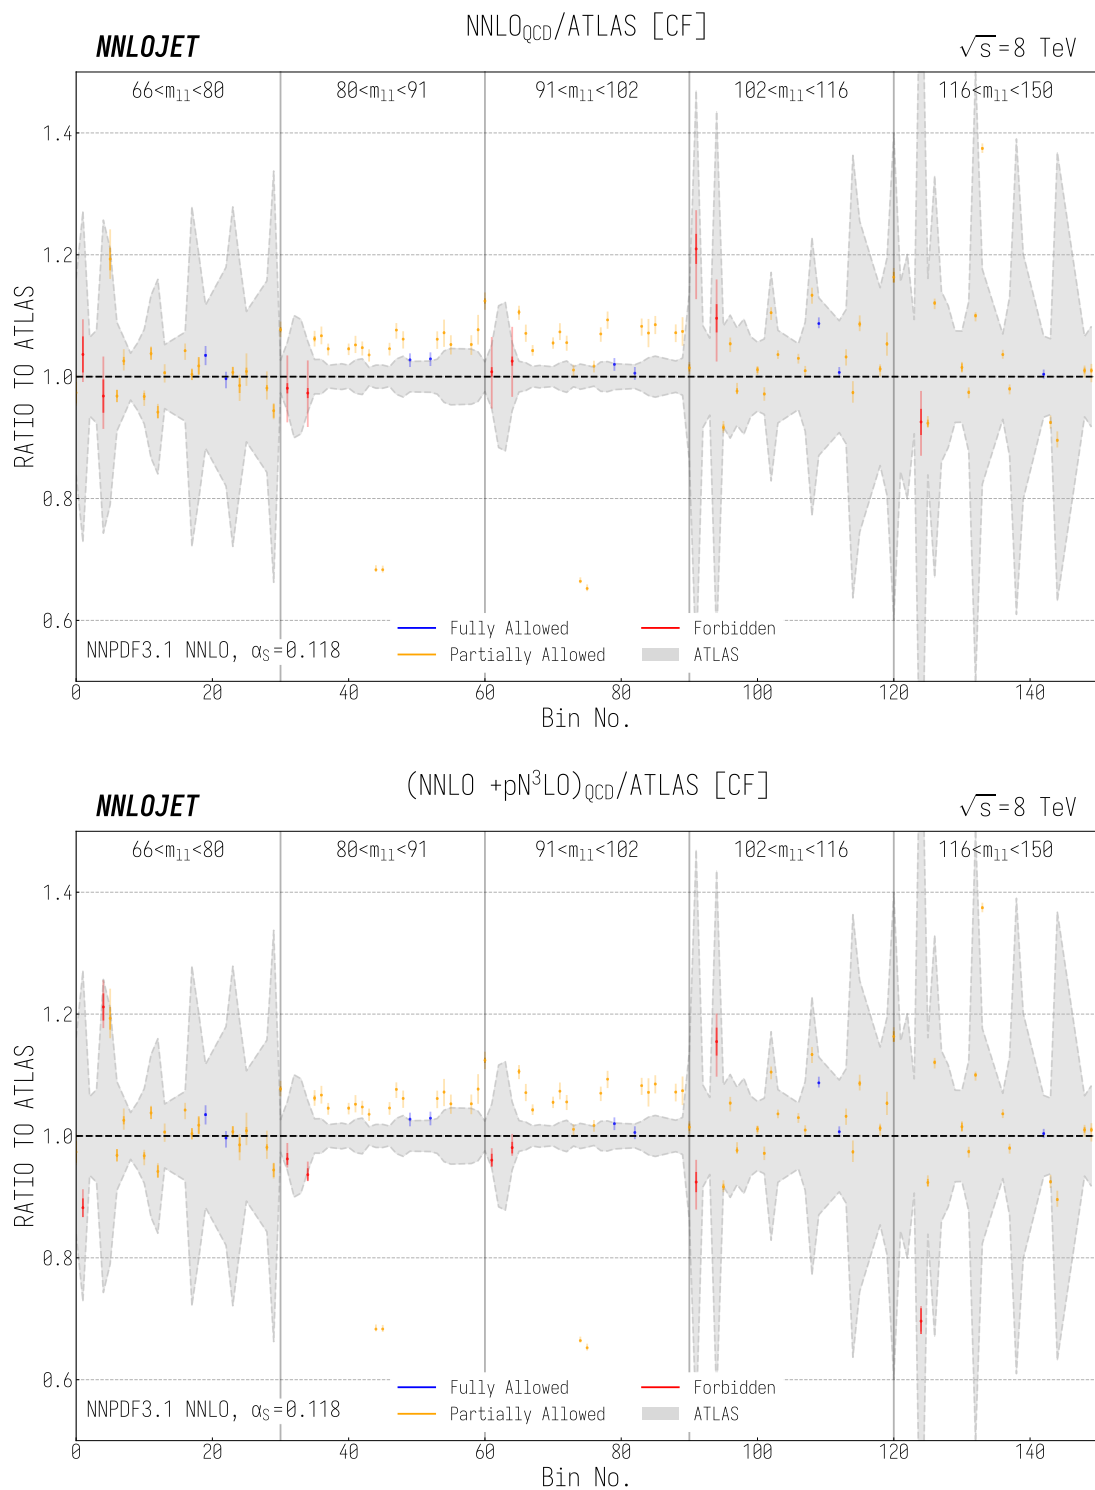 NNLO_QCD/ATLAS [CF]
NNLOJET
√s=8 TeV
66<m_ll<80 80<m_ll<91 91<m_ll<102 102<m_ll<116 116<m_ll<150
1.4
1.2
1.0
0.8
0.6
RATIO TO ATLAS
Fully Allowed
Partially Allowed
Forbidden
ATLAS
NNPDF3.1 NNLO, α_S=0.118
0 20 40 60 80 100 120 140
Bin No.
(NNLO +pN³LO)_QCD/ATLAS [CF]
NNLOJET
√s=8 TeV
66<m_ll<80 80<m_ll<91 91<m_ll<102 102<m_ll<116 116<m_ll<150
1.4
1.2
1.0
0.8
0.6
RATIO TO ATLAS
Fully Allowed
Partially Allowed
Forbidden
ATLAS
NNPDF3.1 NNLO, α_S=0.118
0 20 40 60 80 100 120 140
Bin No.